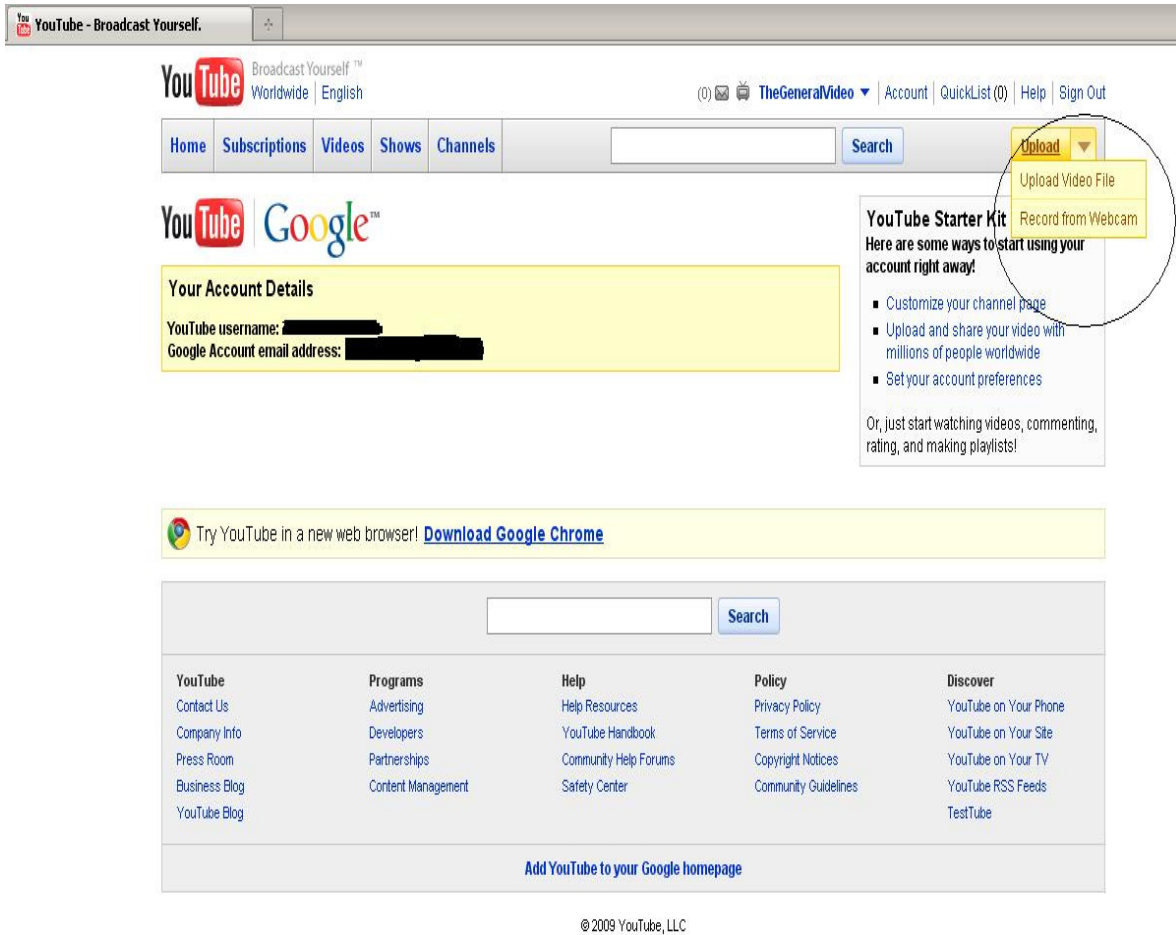 You Tube YouTube - Broadcast Yourself.
You Tube Broadcast Yourself ™
Worldwide | English
(0) TheGeneralVideo ▼ | Account | QuickList (0) | Help | Sign Out
Home Subscriptions Videos Shows Channels Search Upload
Upload Video File
Record from Webcam
You Tube Google™
Your Account Details
YouTube username:
Google Account email address:
YouTube Starter Kit
Here are some ways to start using your
account right away!
Customize your channel page
Upload and share your video with
millions of people worldwide
Set your account preferences
Or, just start watching videos, commenting,
rating, and making playlists!
Try YouTube in a new web browser! Download Google Chrome
Search
YouTube
Contact Us
Company Info
Press Room
Business Blog
YouTube Blog
Programs
Advertising
Developers
Partnerships
Content Management
Help
Help Resources
YouTube Handbook
Community Help Forums
Safety Center
Policy
Privacy Policy
Terms of Service
Copyright Notices
Community Guidelines
Discover
YouTube on Your Phone
YouTube on Your Site
YouTube on Your TV
YouTube RSS Feeds
TestTube
Add YouTube to your Google homepage
© 2009 YouTube, LLC